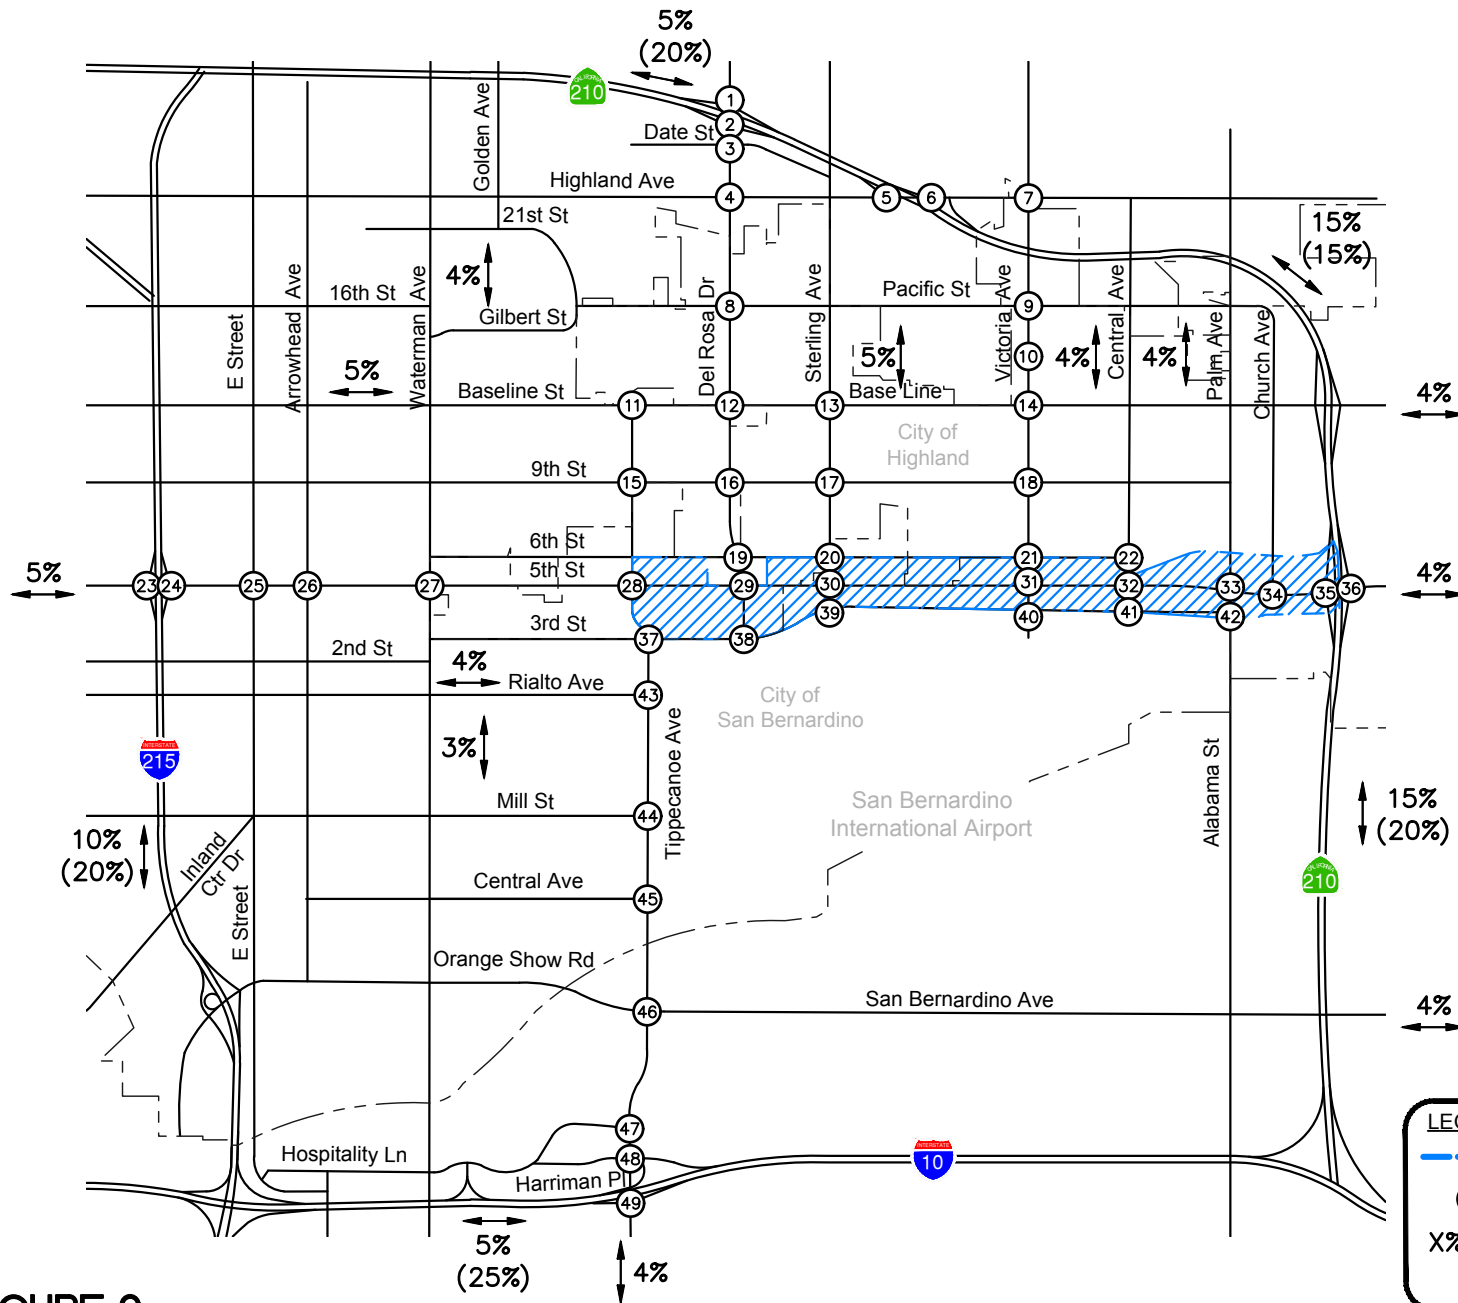 5%
(20%)
CALIFORNIA
210
Golden Ave
1
2
Date St
3
Highland Ave
4
5
6
7
21st St
15%
(15%)
4%
16th St
Gilbert St
8
Pacific St
9
E Street
Arrowhead Ave
Waterman Ave
Del Rosa Dr
Sterling Ave
Victoria Ave
Central Ave
Palm Ave
Church Ave
5%
5%
10
4%
4%
Baseline St
11
12
13
Base Line
14
4%
City of
Highland
9th St
15
16
17
18
6th St
19
20
21
22
5%
23
24
25
26
27
5th St
28
29
30
31
32
33
34
35
36
4%
3rd St
37
38
39
40
41
42
2nd St
4%
Rialto Ave
43
City of
San Bernardino
Tippecanoe Ave
3%
INTERSTATE
215
Mill St
44
San Bernardino
International Airport
Alabama St
15%
(20%)
10%
(20%)
Inland
Ctr Dr
E Street
Central Ave
45
CALIFORNIA
210
Orange Show Rd
46
San Bernardino Ave
4%
47
Hospitality Ln
48
INTERSTATE
10
Harriman Pl
49
5%
(25%)
4%
X%